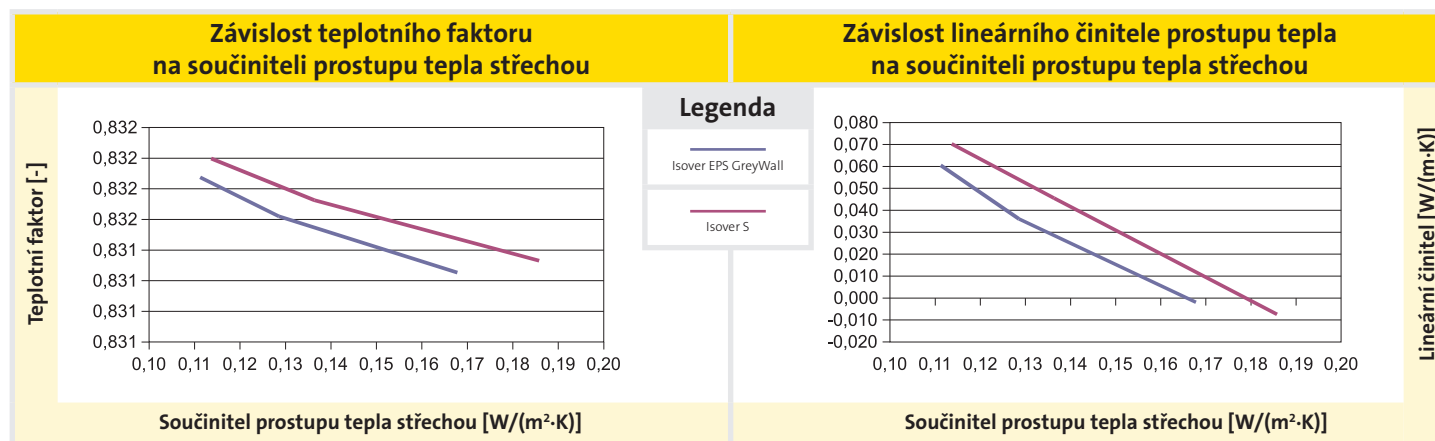 Závislost teplotního faktoru
na součiniteli prostupu tepla střechou
Závislost lineárního činitele prostupu tepla
na součiniteli prostupu tepla střechou
Teplotní faktor [-]
0,832
0,832
0,832
0,832
0,831
0,831
0,831
0,831
0,10 0,11 0,12 0,13 0,14 0,15 0,16 0,17 0,18 0,19 0,20
Součinitel prostupu tepla střechou [W/(m²·K)]
Legenda
Isover EPS GreyWall
Isover S
0,080
0,070
0,060
0,050
0,040
0,030
0,020
0,010
0,000
-0,010
-0,020
0,10 0,11 0,12 0,13 0,14 0,15 0,16 0,17 0,18 0,19 0,20
Součinitel prostupu tepla střechou [W/(m²·K)]
Lineární činitel [W/(m·K)]